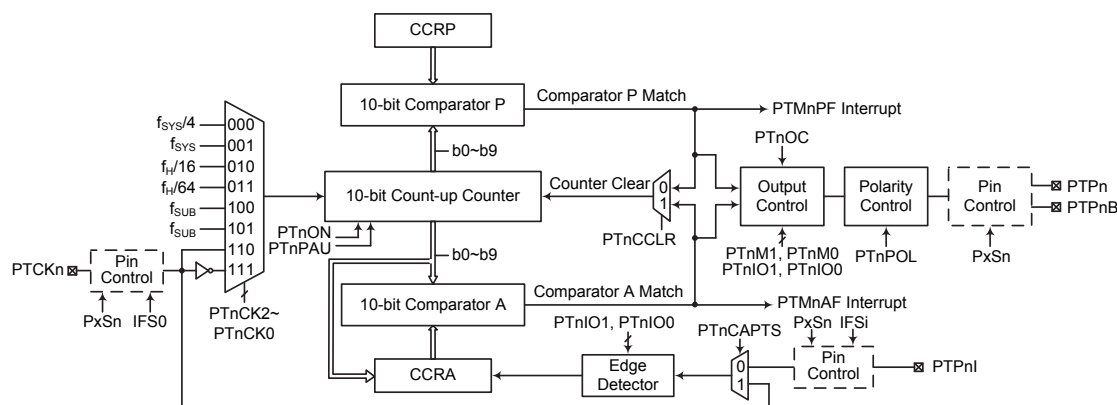 CCRP
10-bit Comparator P
Comparator P Match
PTMnPF Interrupt
b0~b9
PTnOC
fSYS/4
000
fSYS
001
fH/16
010
fH/64
011
fSUB
100
fSUB
101
110
111
10-bit Count-up Counter
Counter Clear
0
1
PTnCCLR
Output
Control
Polarity
Control
Pin
Control
PTPn
PTPnB
PTnON
PTnPAU
b0~b9
PTnM1, PTnM0
PTnIO1, PTnIO0
PTnPOL
PxSn
PTCKn
Pin
Control
PxSn
IFS0
PTnCK2~
PTnCK0
10-bit Comparator A
Comparator A Match
PTMnAF Interrupt
PTnIO1, PTnIO0
PTnCAPTS
PxSn
IFSi
CCRA
Edge
Detector
0
1
Pin
Control
PTPnI